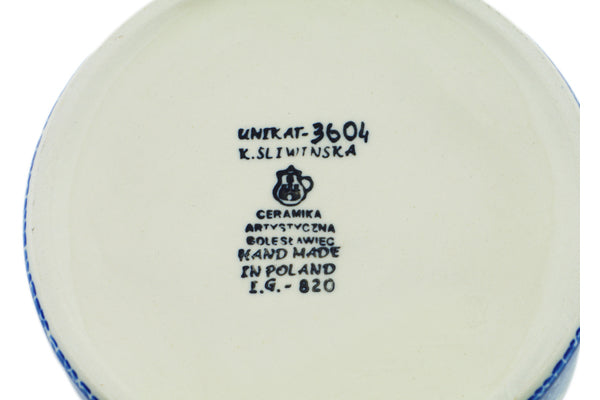 UNIKAT-3604
K.SLIWINSKA
CERAMIKA
ARTYSTYCZNA
BOLESŁAWIEC
HAND MADE
IN POLAND
I.G.-820